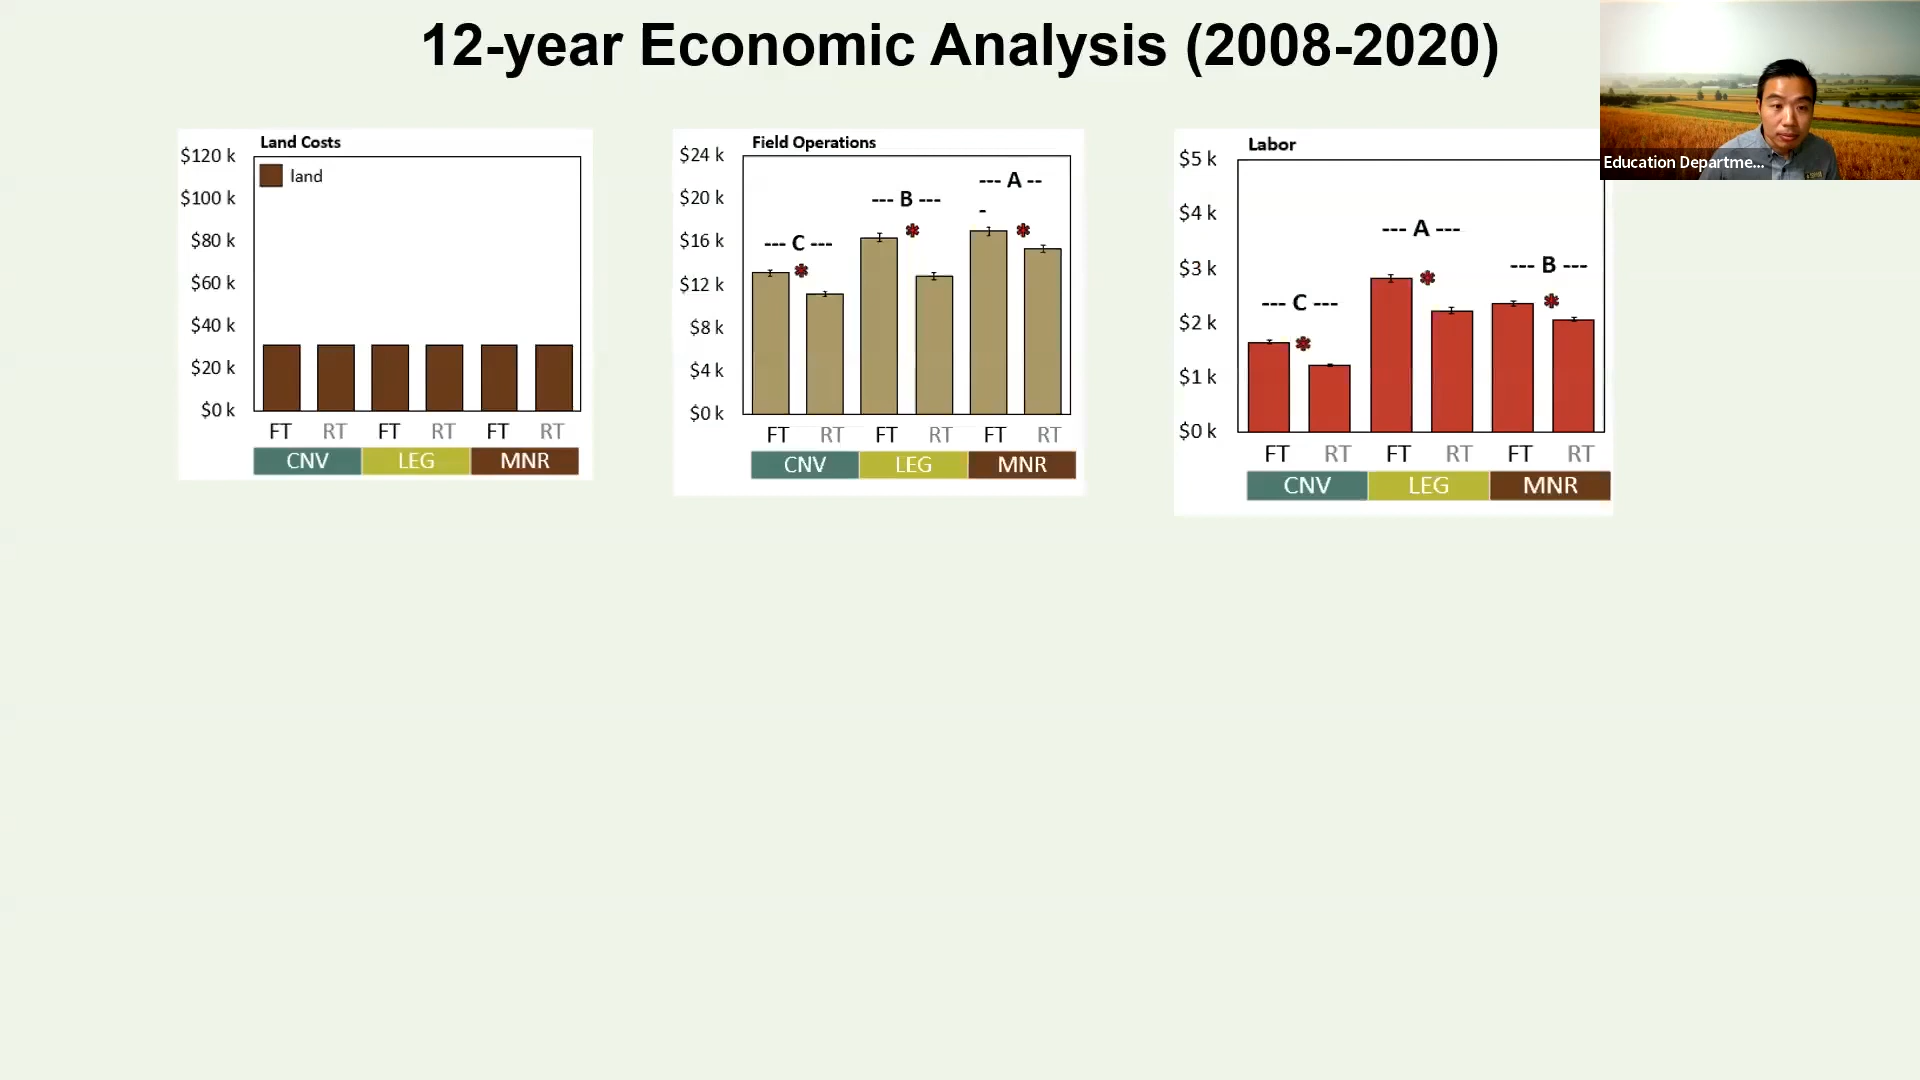 12-year Economic Analysis (2008-2020)
Education Departme...
Land Costs
$120 k
$100 k
$80 k
$60 k
$40 k
$20 k
$0 k
land
FT RT FT RT FT RT
CNV LEG MNR
Field Operations
$24 k
$20 k
$16 k
$12 k
$8 k
$4 k
$0 k
--- C ---
--- B ---
--- A --
-
* * *
FT RT FT RT FT RT
CNV LEG MNR
Labor
$5 k
$4 k
$3 k
$2 k
$1 k
$0 k
--- C ---
--- A ---
--- B ---
* * *
FT RT FT RT FT RT
CNV LEG MNR